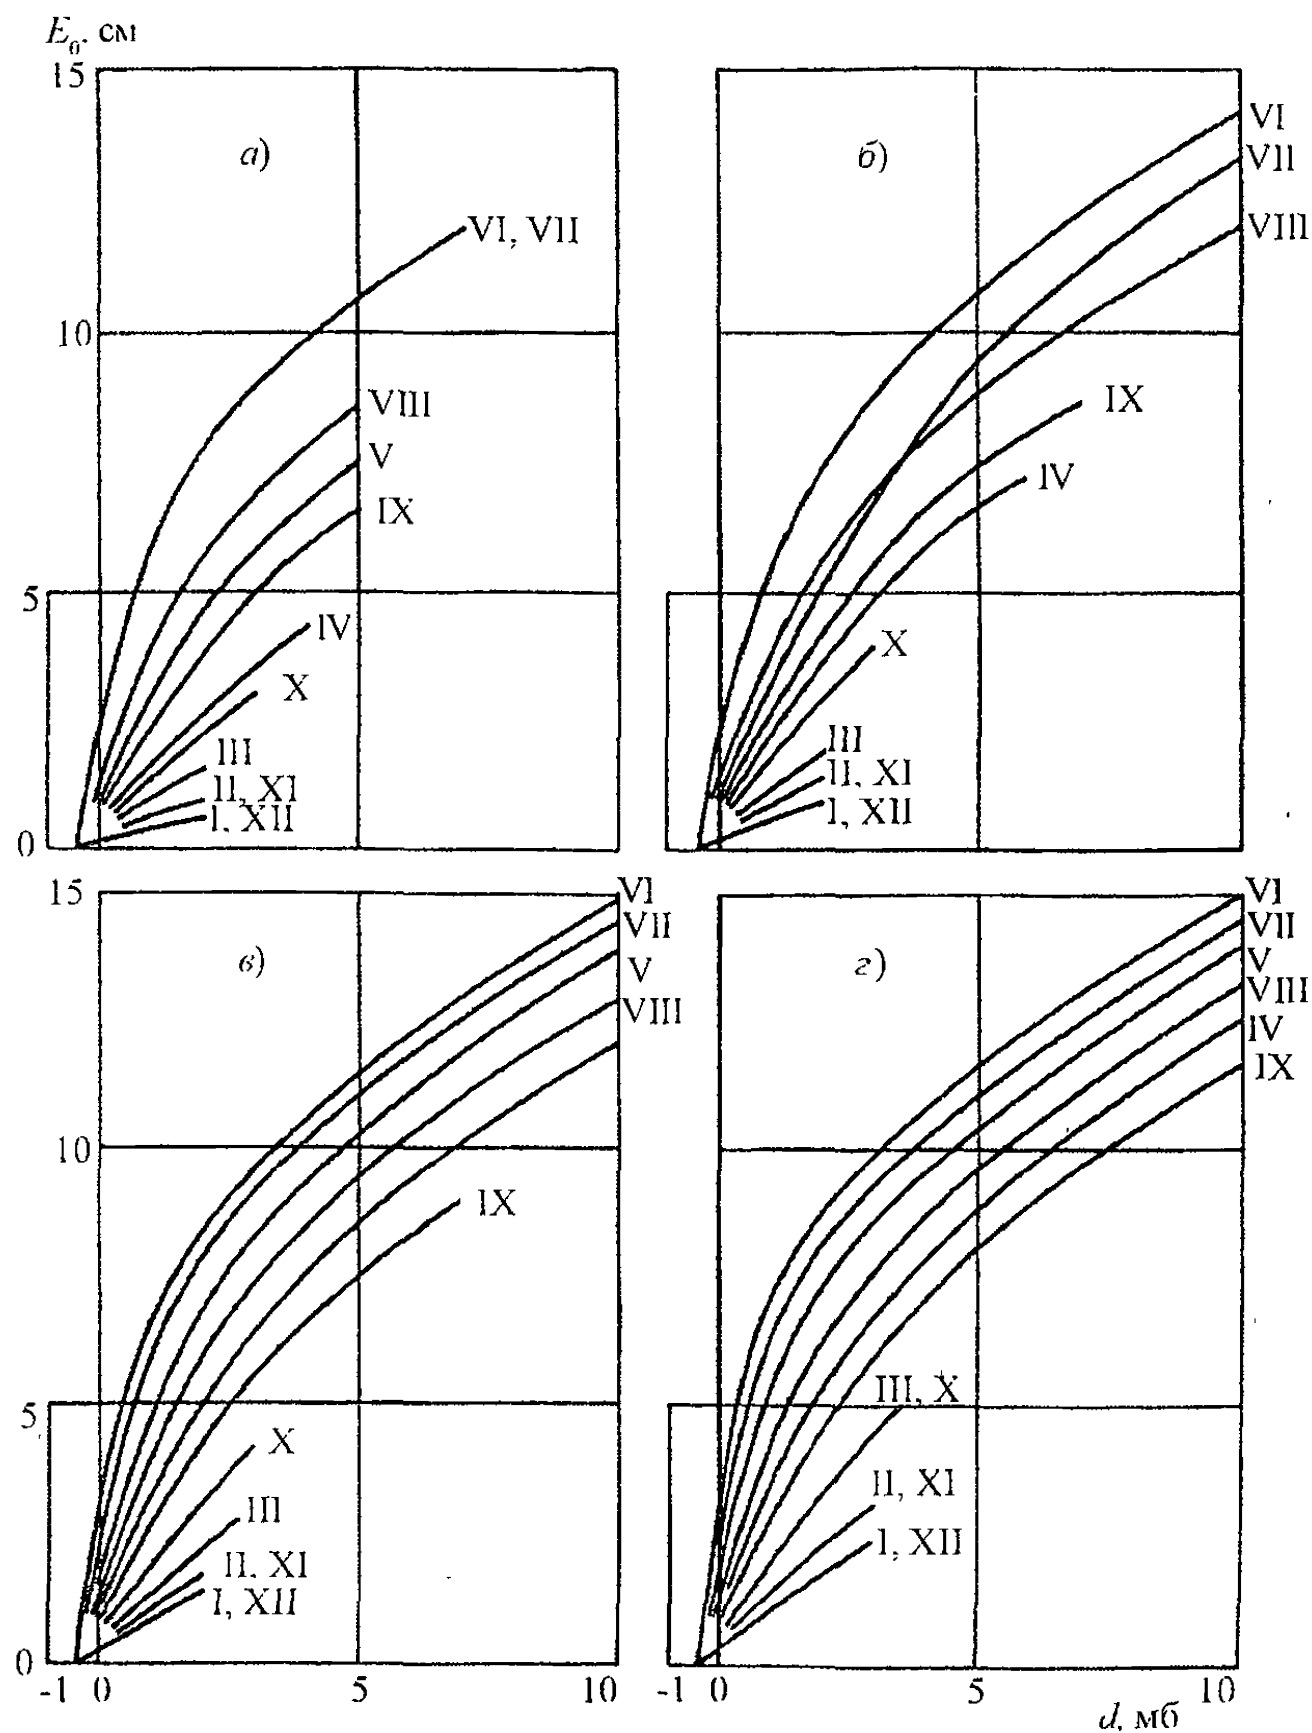 E₀, см
15
а)
б)
VI
VII
VIII
VI, VII
10
VIII
V
IX
IX
IV
5
IV
X
X
III
II, XI
I, XII
III
II, XI
I, XII
0
15
в)
г)
VI
VII
V
VIII
VI
VII
V
VIII
IV
IX
10
IX
5
X
III
II, XI
I, XII
III, X
II, XI
I, XII
0
-1 0 5 10 -1 0 5 10
d, мб